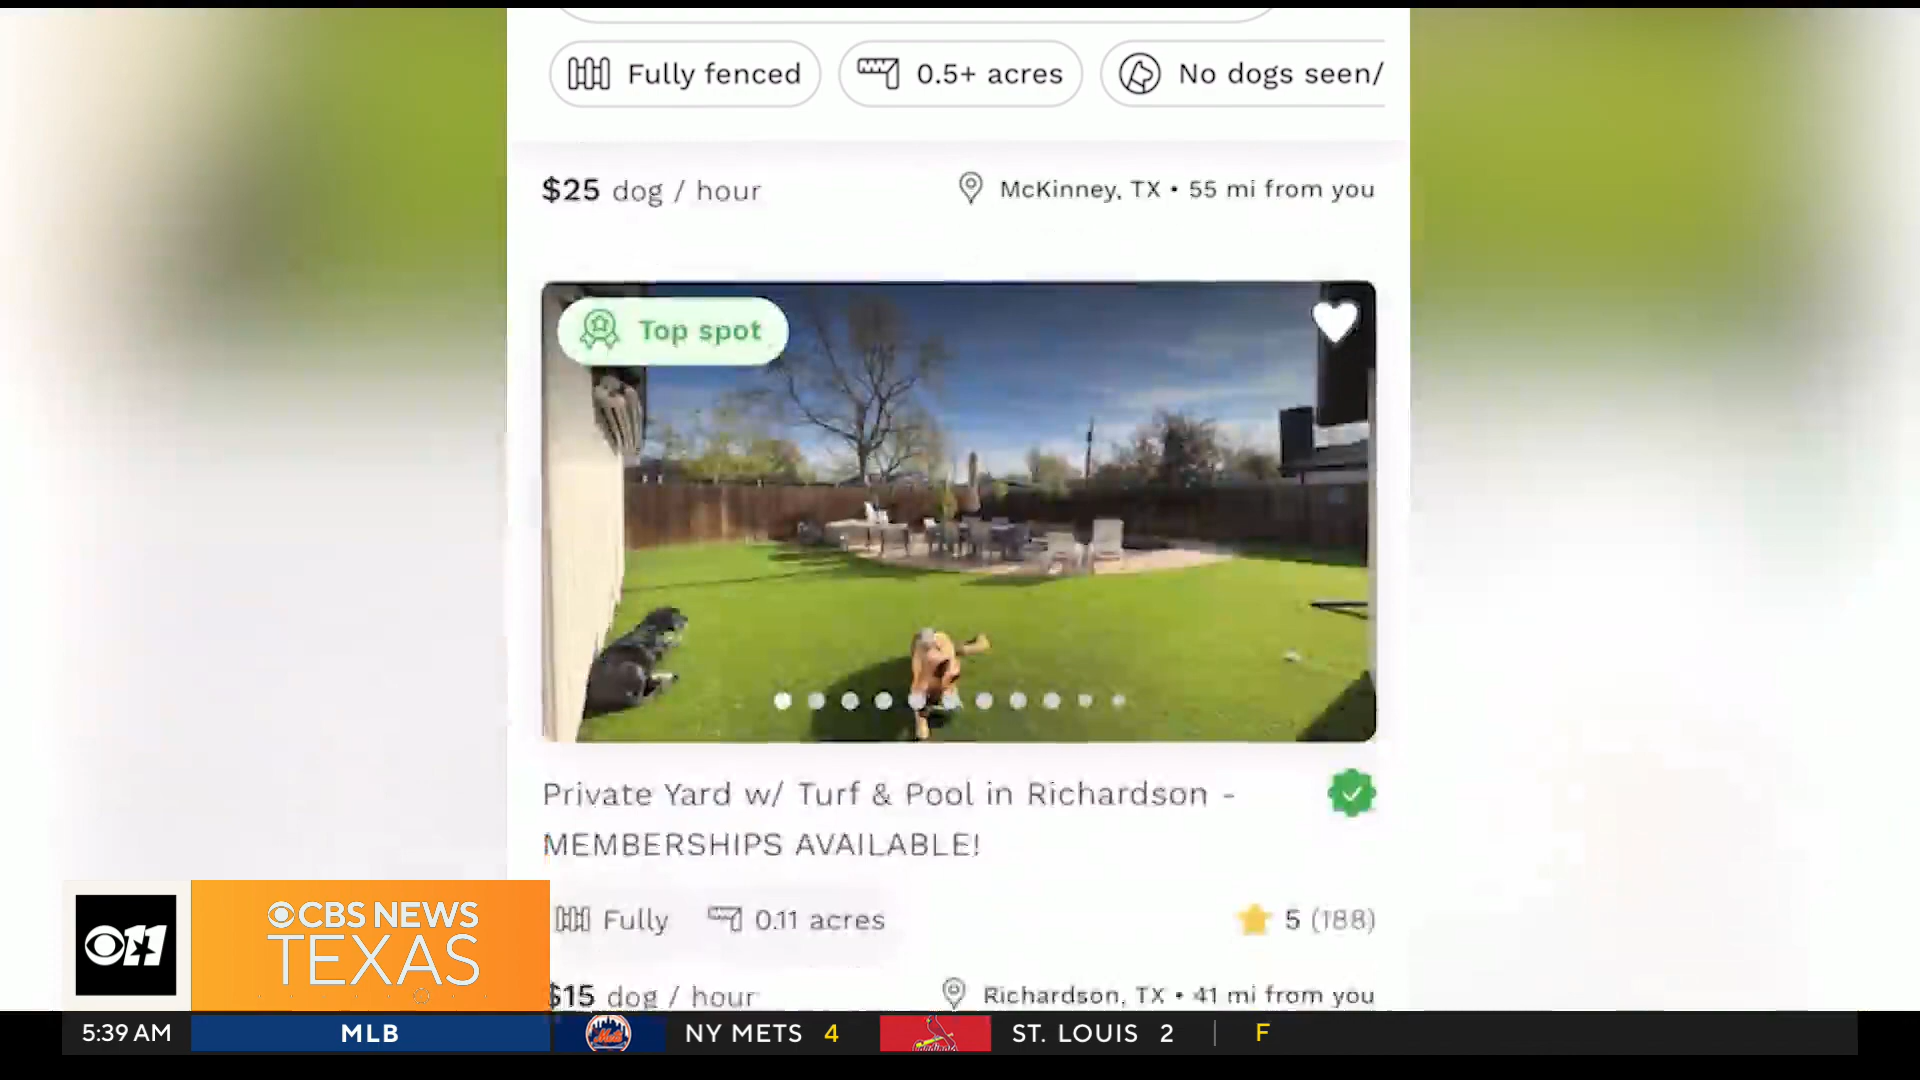 Fully fenced
0.5+ acres
No dogs seen/
$25 dog / hour
McKinney, TX • 55 mi from you
Top spot
Private Yard w/ Turf & Pool in Richardson -
MEMBERSHIPS AVAILABLE!
Fully
0.11 acres
5 (188)
$15 dog / hour
Richardson, TX • 41 mi from you
11
CBS NEWS
TEXAS
5:39 AM
MLB
Mets
NY METS 4
ST. LOUIS 2
F